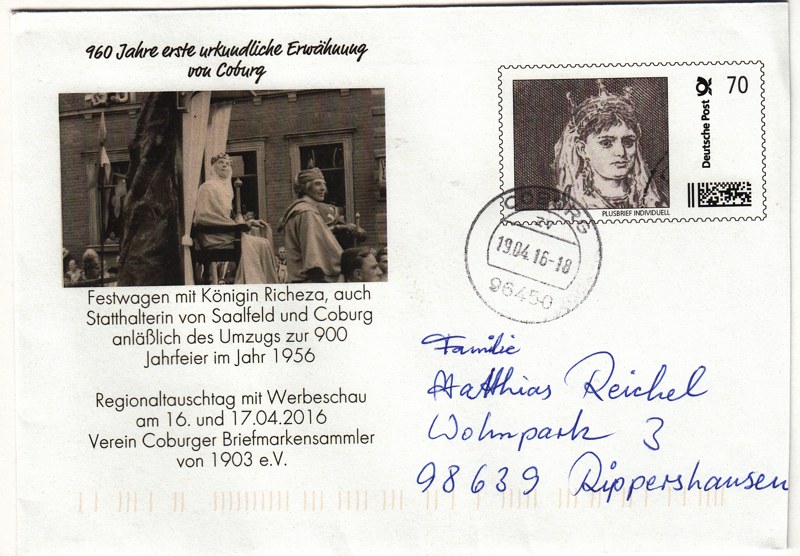 960 Jahre erste urkundliche Erwähnung
von Coburg
Festwagen mit Königin Richeza, auch
Statthalterin von Saalfeld und Coburg
anläßlich des Umzugs zur 900
Jahrfeier im Jahr 1956
Regionaltauschtag mit Werbeschau
am 16. und 17.04.2016
Verein Coburger Briefmarkensammler
von 1903 e.V.
Deutsche Post
70
PLUSBRIEF INDIVIDUELL
COBURG
19.04.16-18
96450
Familie
Matthias Reichel
Wohnpark 3
98639 Rippershausen